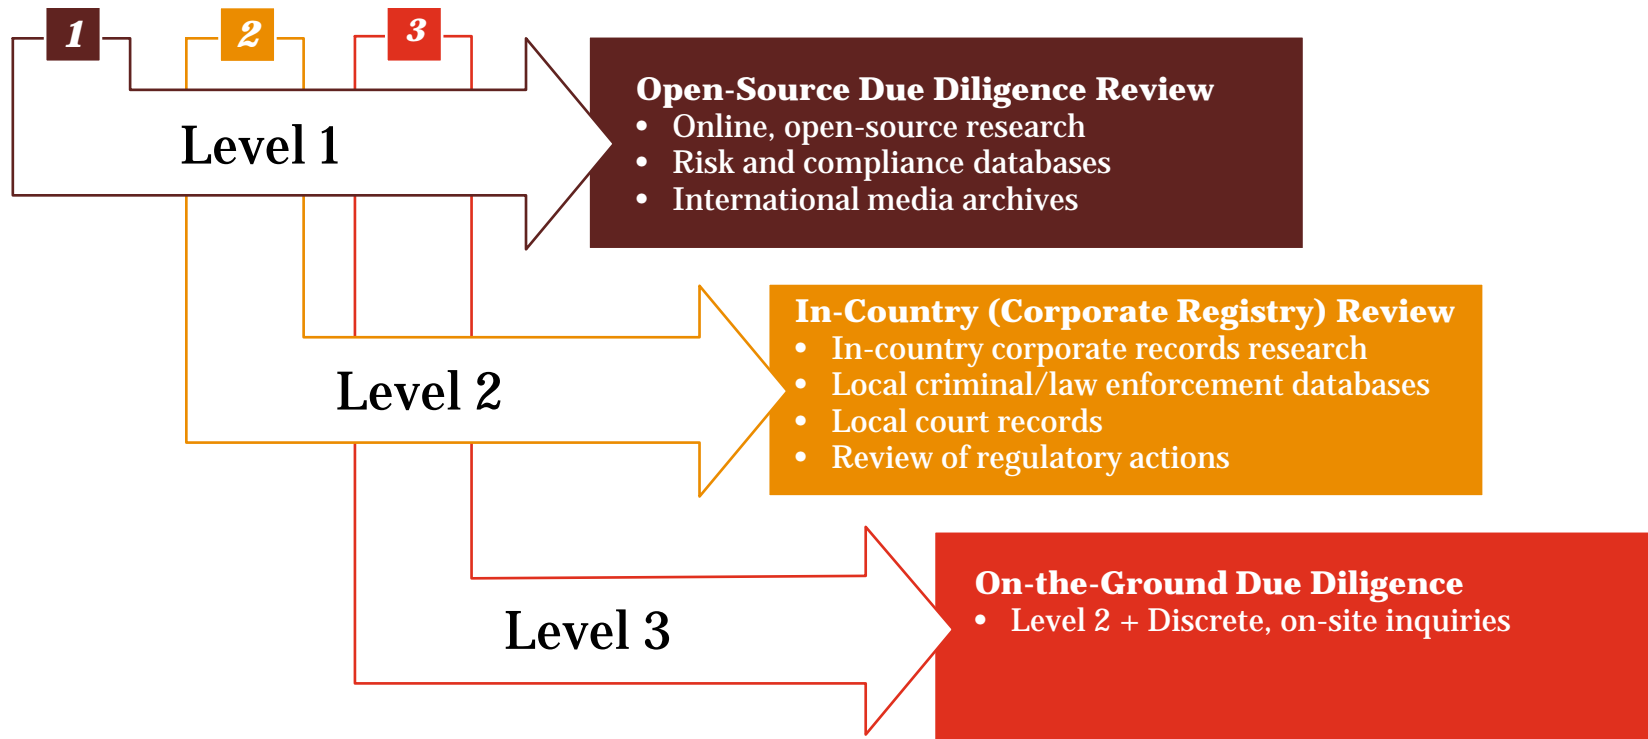 1
2
3
Level 1
Open-Source Due Diligence Review
• Online, open-source research
• Risk and compliance databases
• International media archives
Level 2
In-Country (Corporate Registry) Review
• In-country corporate records research
• Local criminal/law enforcement databases
• Local court records
• Review of regulatory actions
Level 3
On-the-Ground Due Diligence
• Level 2 + Discrete, on-site inquiries